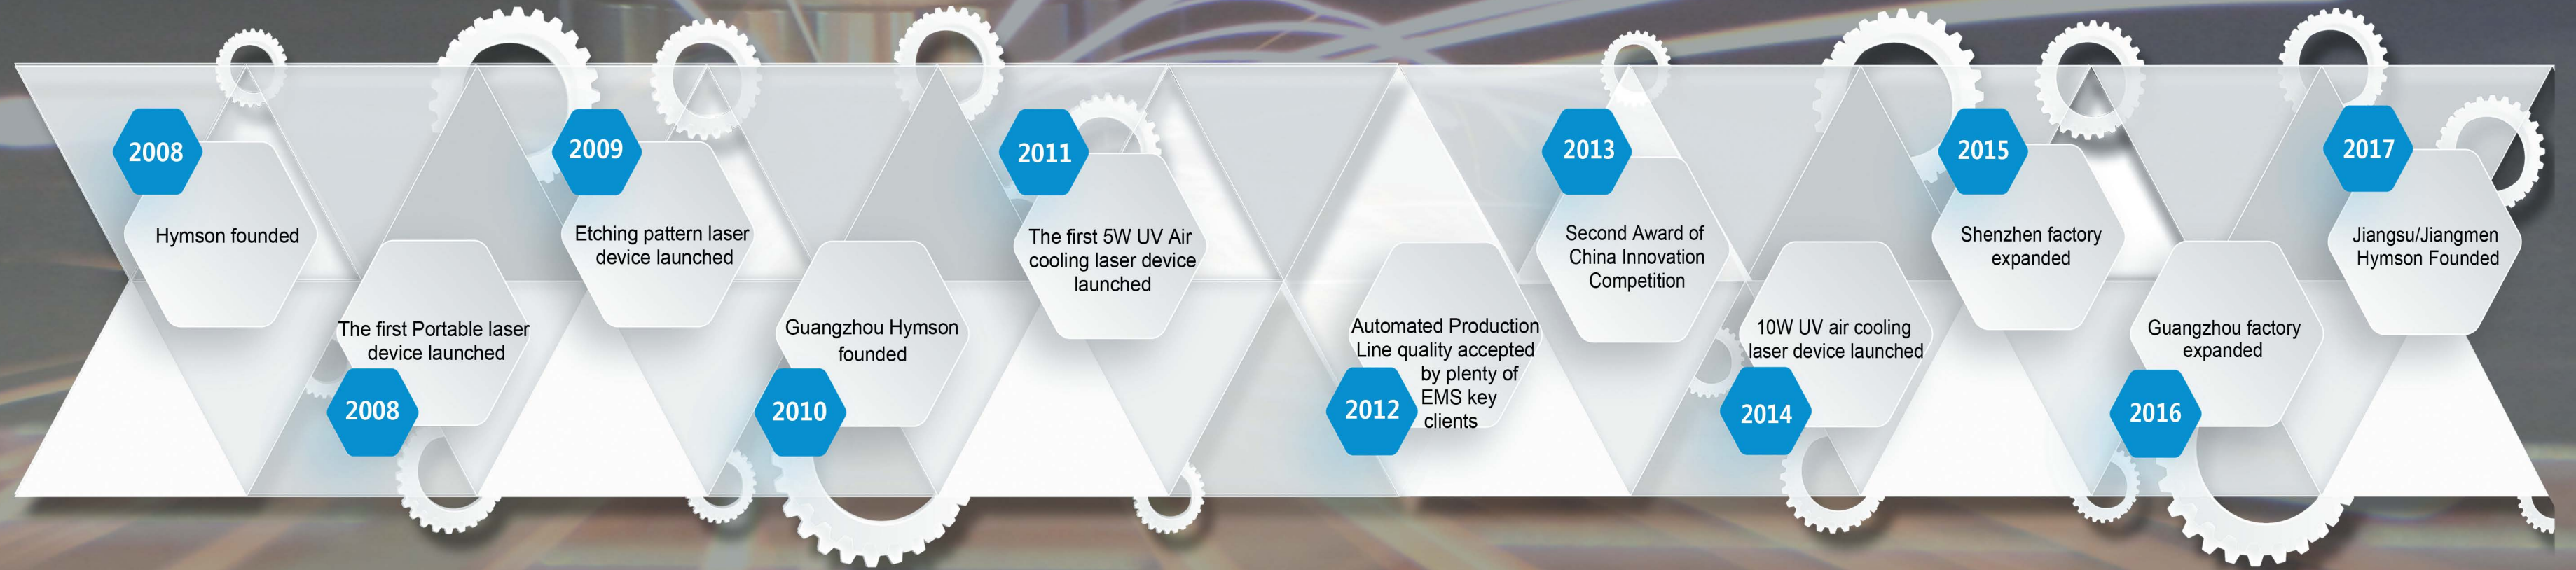 2008
Hymson founded
The first Portable laser
device launched
2008
2009
Etching pattern laser
device launched
Guangzhou Hymson
founded
2010
2011
The first 5W UV Air
cooling laser device
launched
Automated Production
Line quality accepted
by plenty of
EMS key
clients
2012
2013
Second Award of
China Innovation
Competition
10W UV air cooling
laser device launched
2014
2015
Shenzhen factory
expanded
Guangzhou factory
expanded
2016
2017
Jiangsu/Jiangmen
Hymson Founded